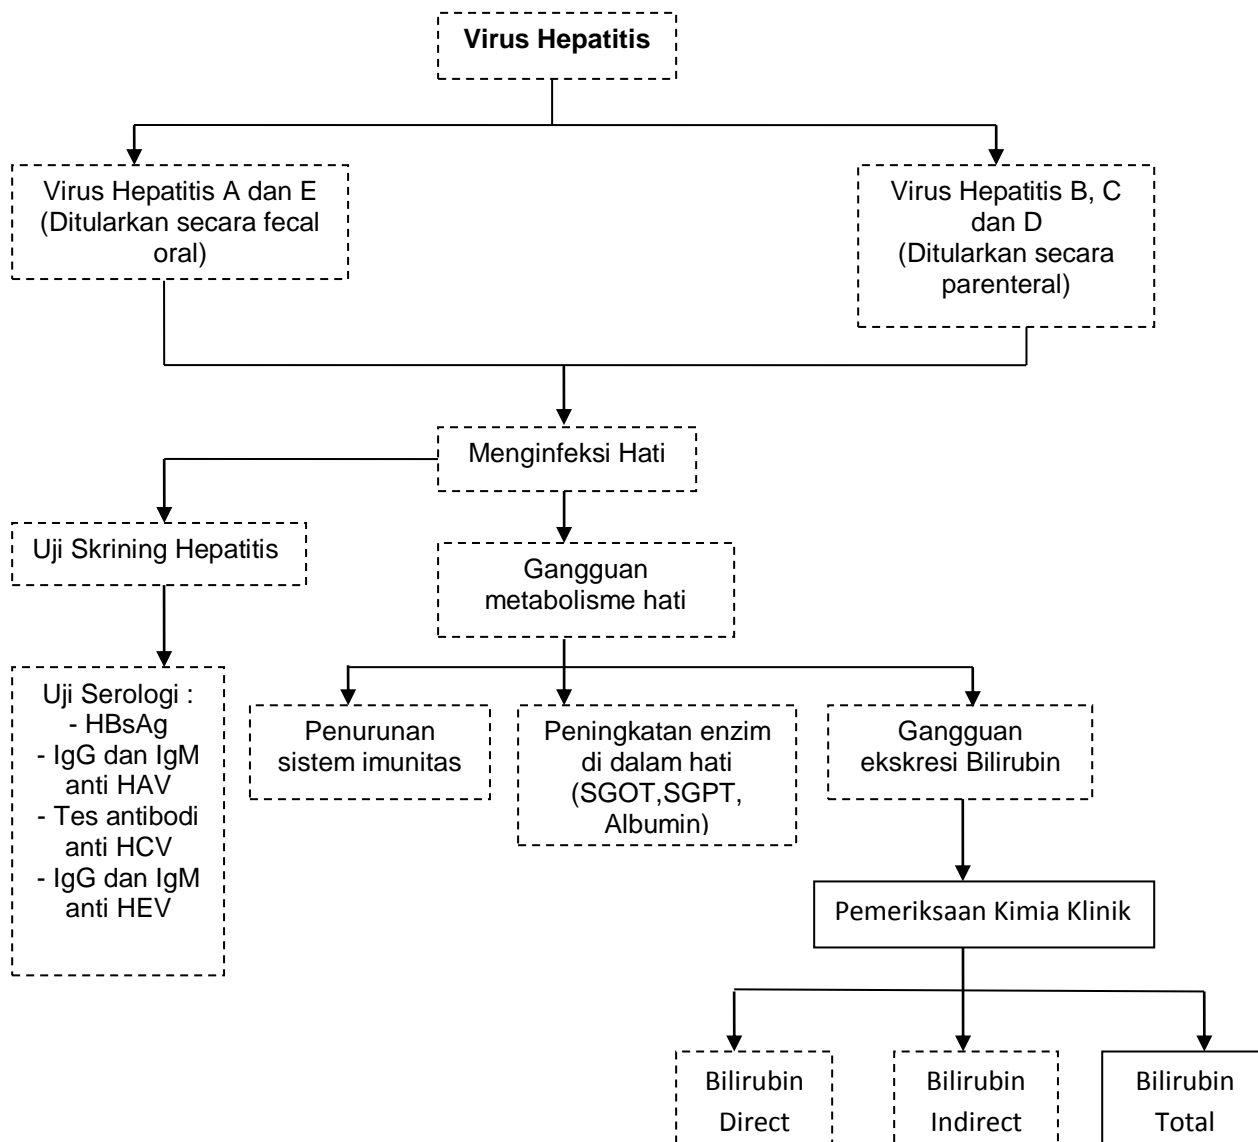 Virus Hepatitis
Virus Hepatitis A dan E
(Ditularkan secara fecal
oral)
Virus Hepatitis B, C
dan D
(Ditularkan secara
parenteral)
Menginfeksi Hati
Uji Skrining Hepatitis
Gangguan
metabolisme hati
Uji Serologi :
- HBsAg
- IgG dan IgM
anti HAV
- Tes antibodi
anti HCV
- IgG dan IgM
anti HEV
Penurunan
sistem imunitas
Peningkatan enzim
di dalam hati
(SGOT,SGPT,
Albumin)
Gangguan
ekskresi Bilirubin
Pemeriksaan Kimia Klinik
Bilirubin
Direct
Bilirubin
Indirect
Bilirubin
Total